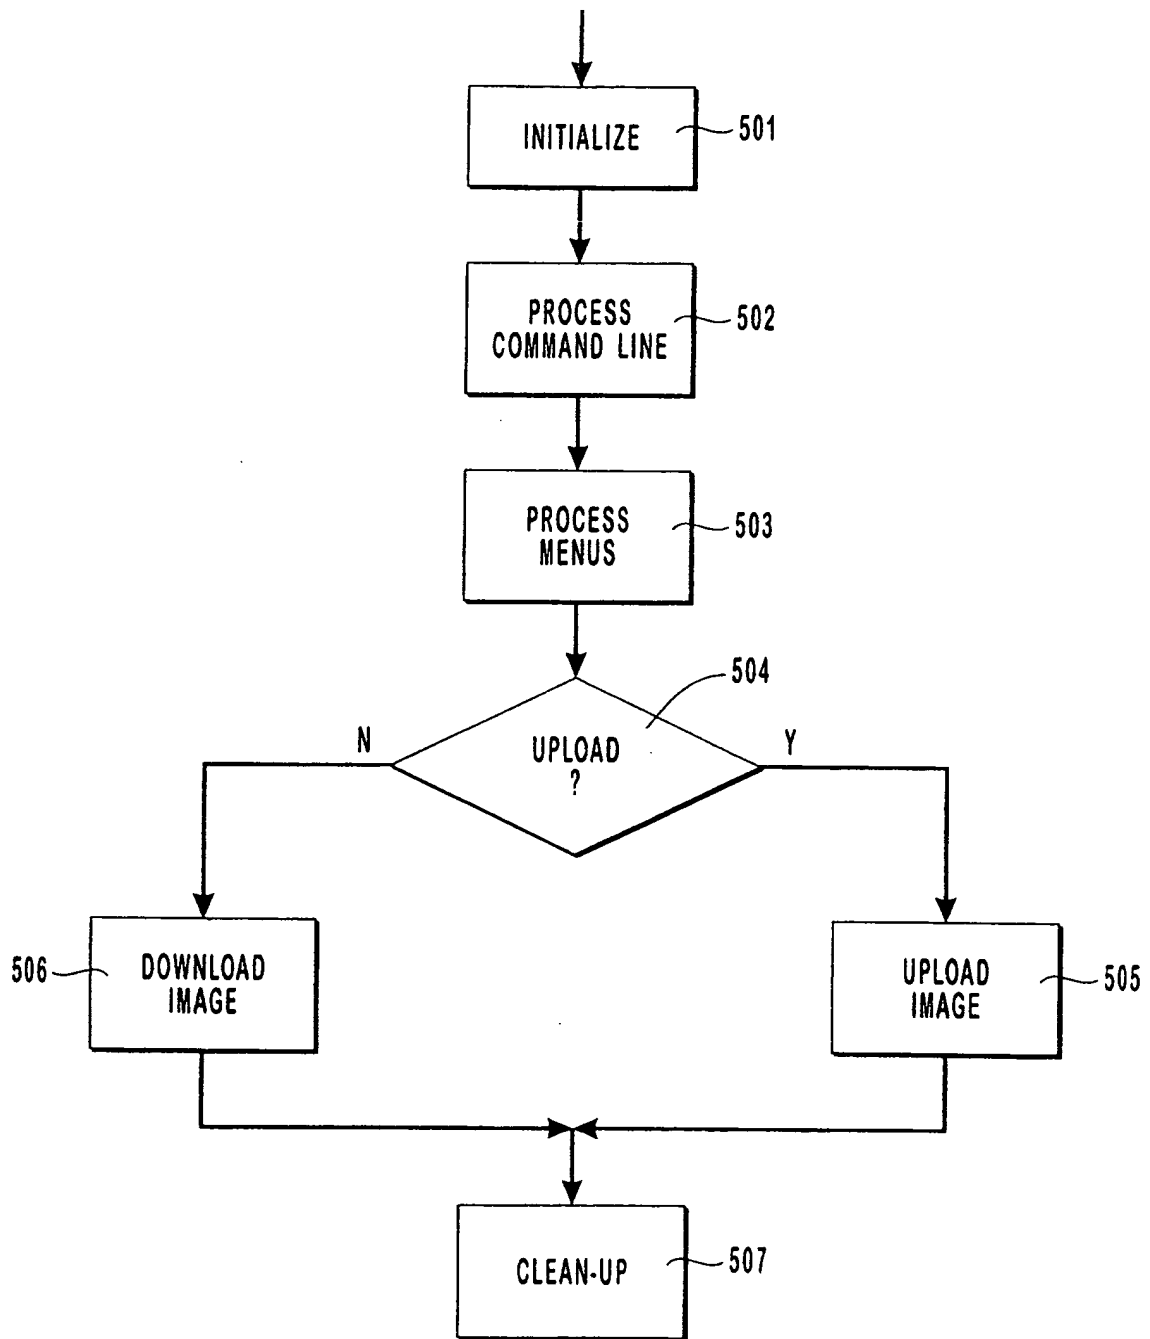 INITIALIZE
501
PROCESS
COMMAND LINE
502
PROCESS
MENUS
503
504
N
UPLOAD
?
Y
506
DOWNLOAD
IMAGE
UPLOAD
IMAGE
505
CLEAN-UP
507